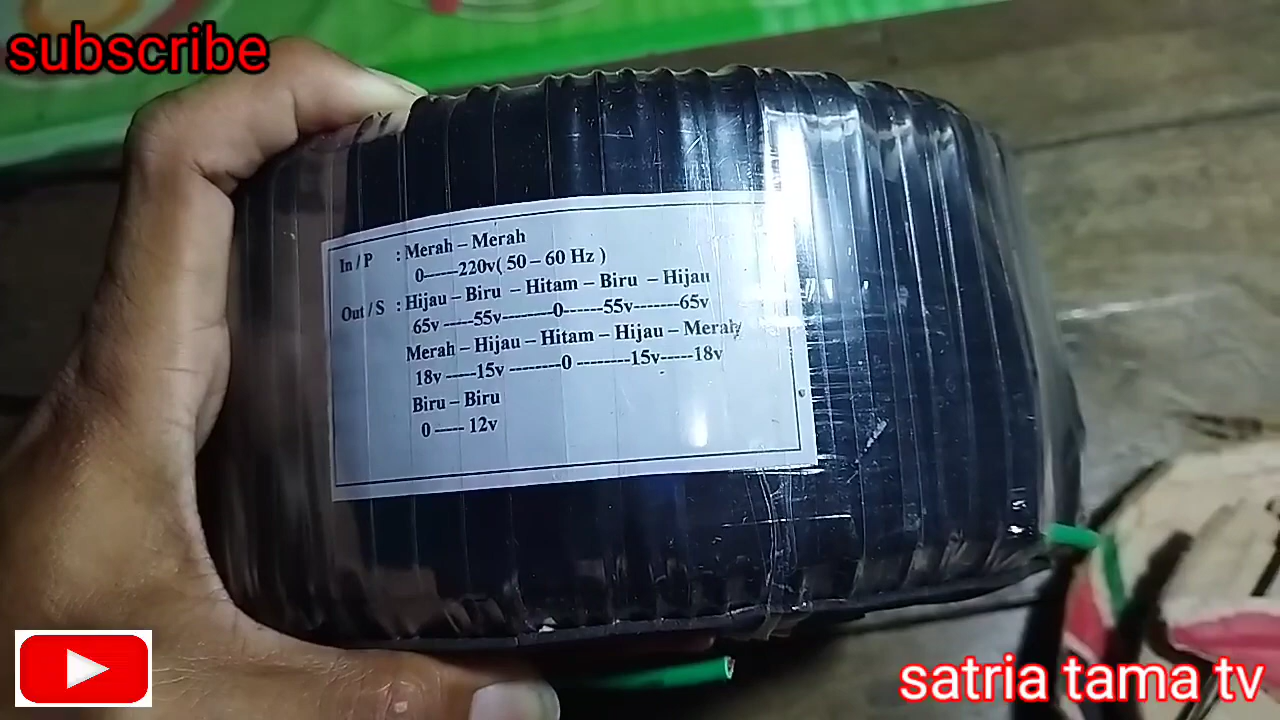 subscribe
In / P : Merah – Merah
0-----220v( 50 – 60 Hz )
Out / S : Hijau – Biru – Hitam – Biru – Hijau
65v -----55v---------0------55v-------65v
Merah – Hijau – Hitam – Hijau – Merah
18v -----15v ---------0 --------15v-----18v
Biru – Biru
0 ----- 12v
satria tama tv